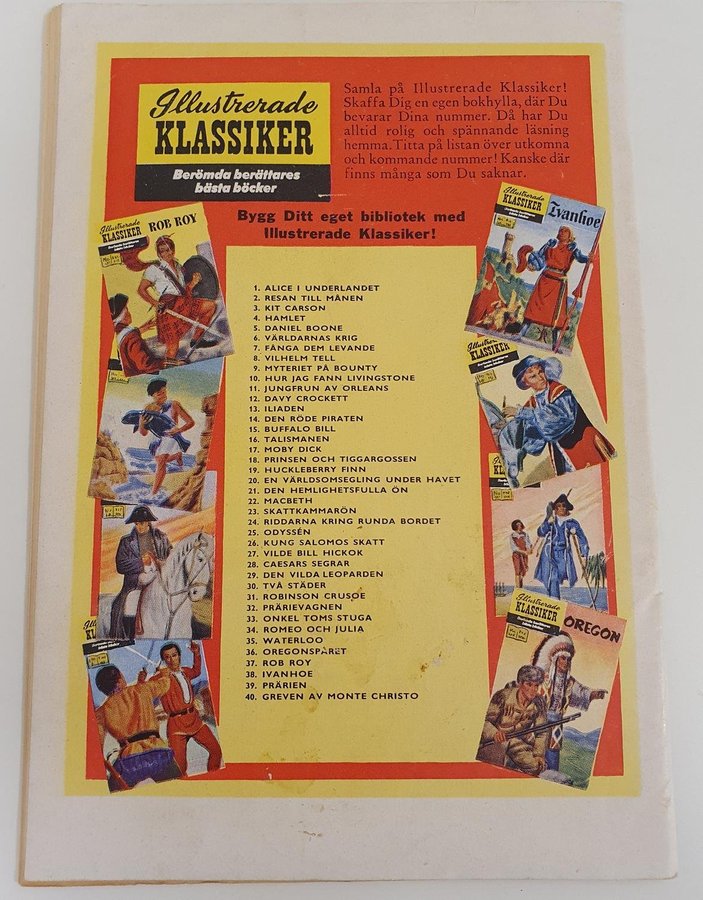 Illustrerade
KLASSIKER
Berömda berättares
bästa böcker
Samla på Illustrerade Klassiker!
Skaffa Dig en egen bokhylla, där Du
bevarar Dina nummer. Då har Du
alltid rolig och spännande läsning
hemma. Titta på listan över utkomna
och kommande nummer! Kanske där
finns många som Du saknar.
Bygg Ditt eget bibliotek med
Illustrerade Klassiker!
Illustrerade
KLASSIKER
ROB ROY
Illustrerade
KLASSIKER
Ivanhoe
1. ALICE I UNDERLANDET
2. RESAN TILL MÅNEN
3. KIT CARSON
4. HAMLET
5. DANIEL BOONE
6. VÄRLDARNAS KRIG
7. FÅNGA DEM LEVANDE
8. VILHELM TELL
9. MYTERIET PÅ BOUNTY
10. HUR JAG FANN LIVINGSTONE
11. JUNGFRUN AV ORLEANS
12. DAVY CROCKETT
13. ILIADEN
14. DEN RÖDE PIRATEN
15. BUFFALO BILL
16. TALISMANEN
17. MOBY DICK
18. PRINSEN OCH TIGGARGOSSEN
19. HUCKLEBERRY FINN
20. EN VÄRLDSOMSEGLING UNDER HAVET
21. DEN HEMLIGHETSFULLA ÖN
22. MACBETH
23. SKATTKAMMARÖN
24. RIDDARNA KRING RUNDA BORDET
25. ODYSSÉN
26. KUNG SALOMOS SKATT
27. VILDE BILL HICKOK
28. CAESARS SEGRAR
29. DEN VILDA LEOPARDEN
30. TVÅ STÄDER
31. ROBINSON CRUSOE
32. PRÄRIEVAGNEN
33. ONKEL TOMS STUGA
34. ROMEO OCH JULIA
35. WATERLOO
36. OREGONSPÅRET
37. ROB ROY
38. IVANHOE
39. PRÄRIEN
40. GREVEN AV MONTE CHRISTO
KLASSIKER
Illustrerade
KLASSIKER
OREGON